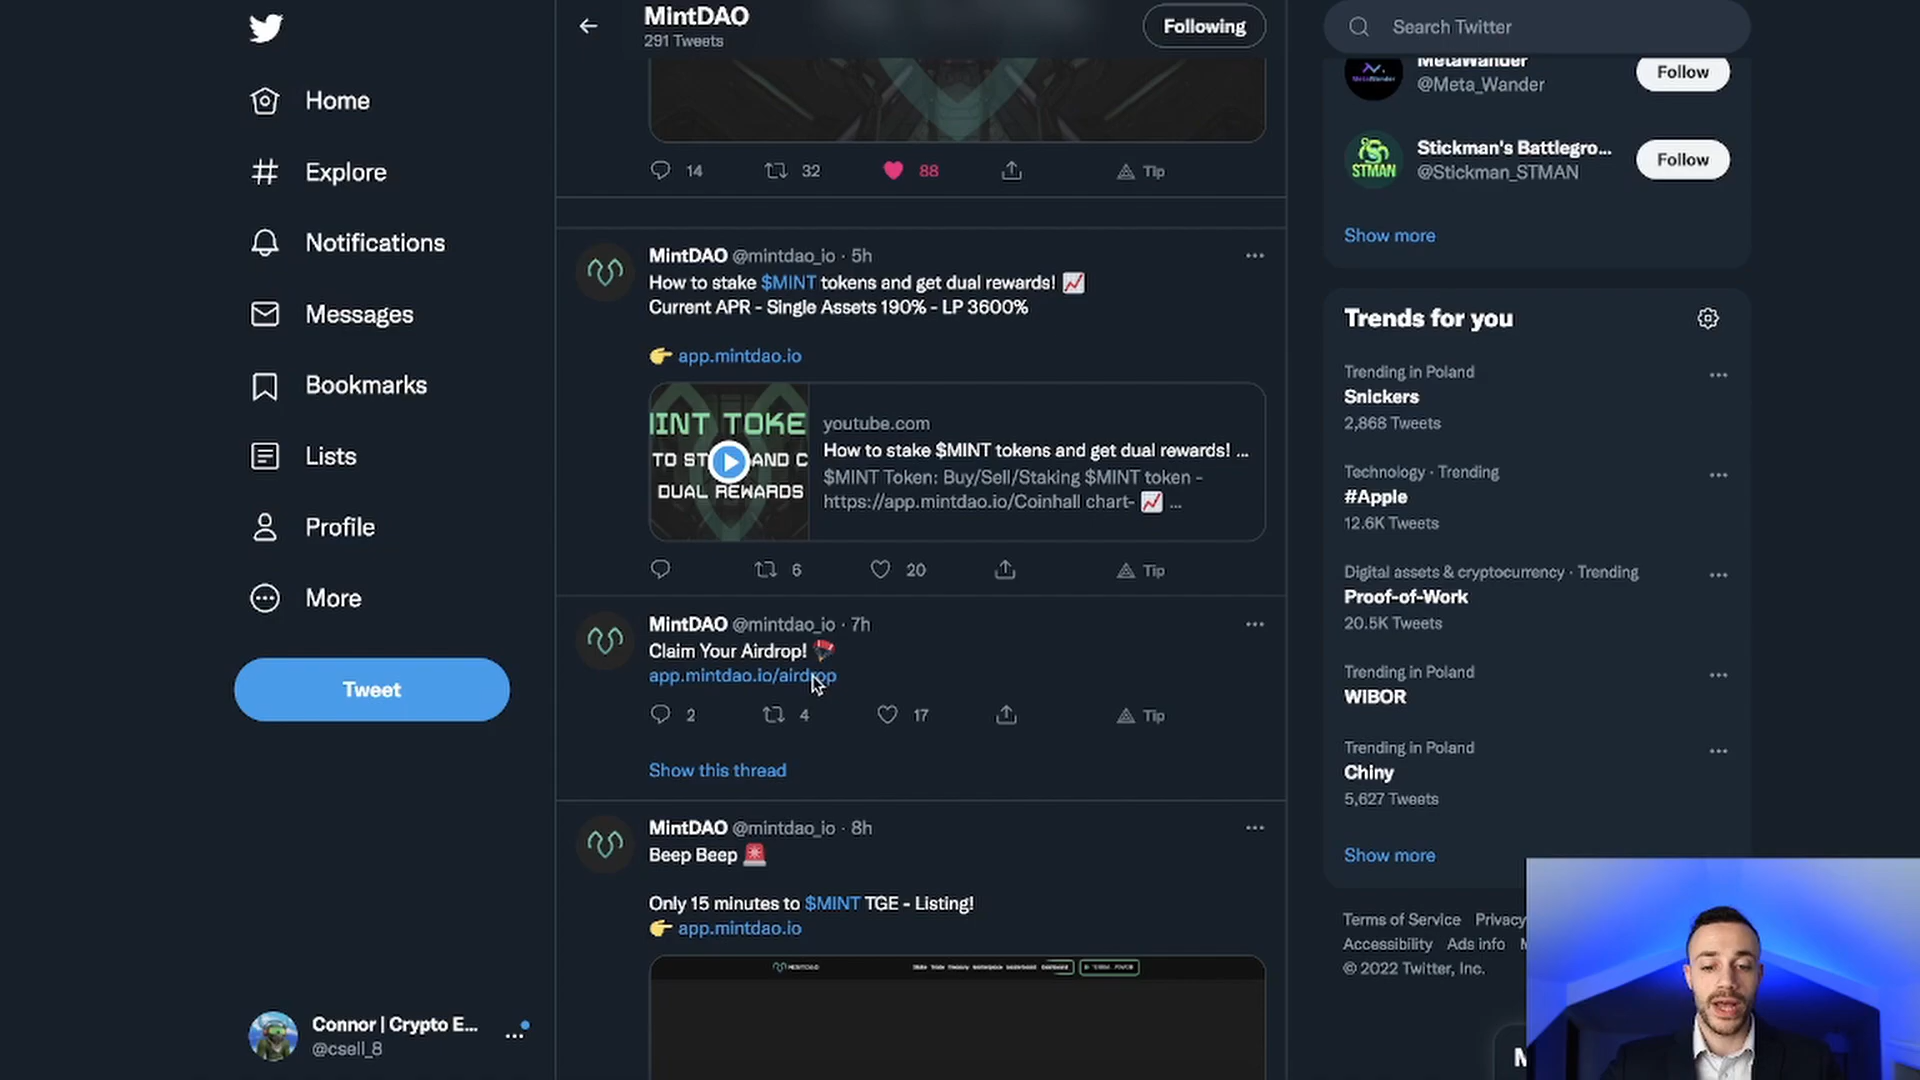 Home
Explore
Notifications
Messages
Bookmarks
Lists
Profile
More
Tweet
Connor | Crypto E...
@csell_8
MintDAO
291 Tweets
Following
14
32
88
Tip
MintDAO @mintdao_io · 5h
How to stake $MINT tokens and get dual rewards!
Current APR - Single Assets 190% - LP 3600%
app.mintdao.io
INT TOKE
TO ST AND C
DUAL REWARDS
youtube.com
How to stake $MINT tokens and get dual rewards! ...
$MINT Token: Buy/Sell/Staking $MINT token -
https://app.mintdao.io/Coinhall chart- ...
6
20
Tip
MintDAO @mintdao_io · 7h
Claim Your Airdrop!
app.mintdao.io/airdrop
2
4
17
Tip
Show this thread
MintDAO @mintdao_io · 8h
Beep Beep
Only 15 minutes to $MINT TGE - Listing!
app.mintdao.io
MINTDAO
Search Twitter
MetaWander
@Meta_Wander
Follow
STMAN
Stickman's Battlegro...
@Stickman_STMAN
Follow
Show more
Trends for you
Trending in Poland
Snickers
2,868 Tweets
Technology · Trending
#Apple
12.6K Tweets
Digital assets & cryptocurrency · Trending
Proof-of-Work
20.5K Tweets
Trending in Poland
WIBOR
Trending in Poland
Chiny
5,627 Tweets
Show more
Terms of Service Privacy
Accessibility Ads info
© 2022 Twitter, Inc.